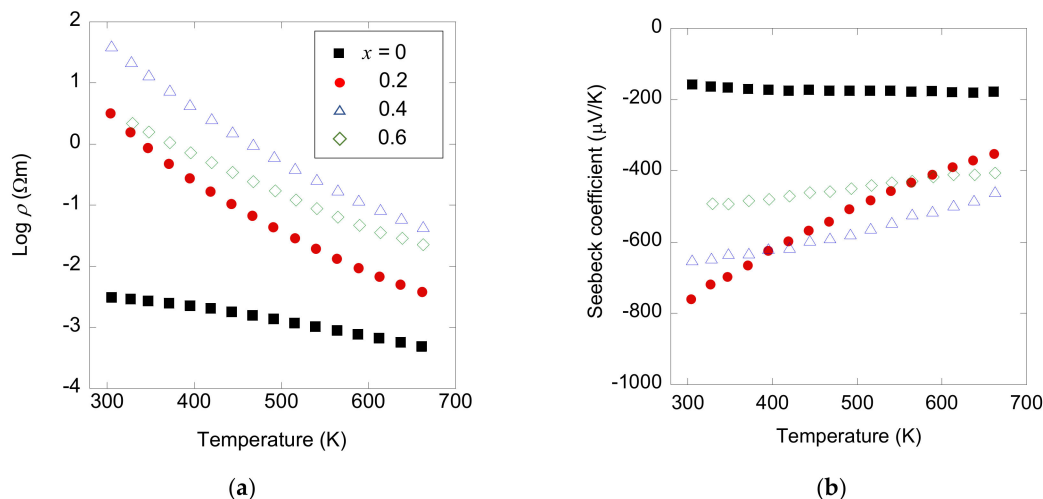 2
1
0
-1
-2
-3
-4
Log ρ (Ωm)
300 400 500 600 700
Temperature (K)
x = 0
0.2
0.4
0.6
(a)
0
-200
-400
-600
-800
-1000
Seebeck coefficient (μV/K)
300 400 500 600 700
Temperature (K)
(b)